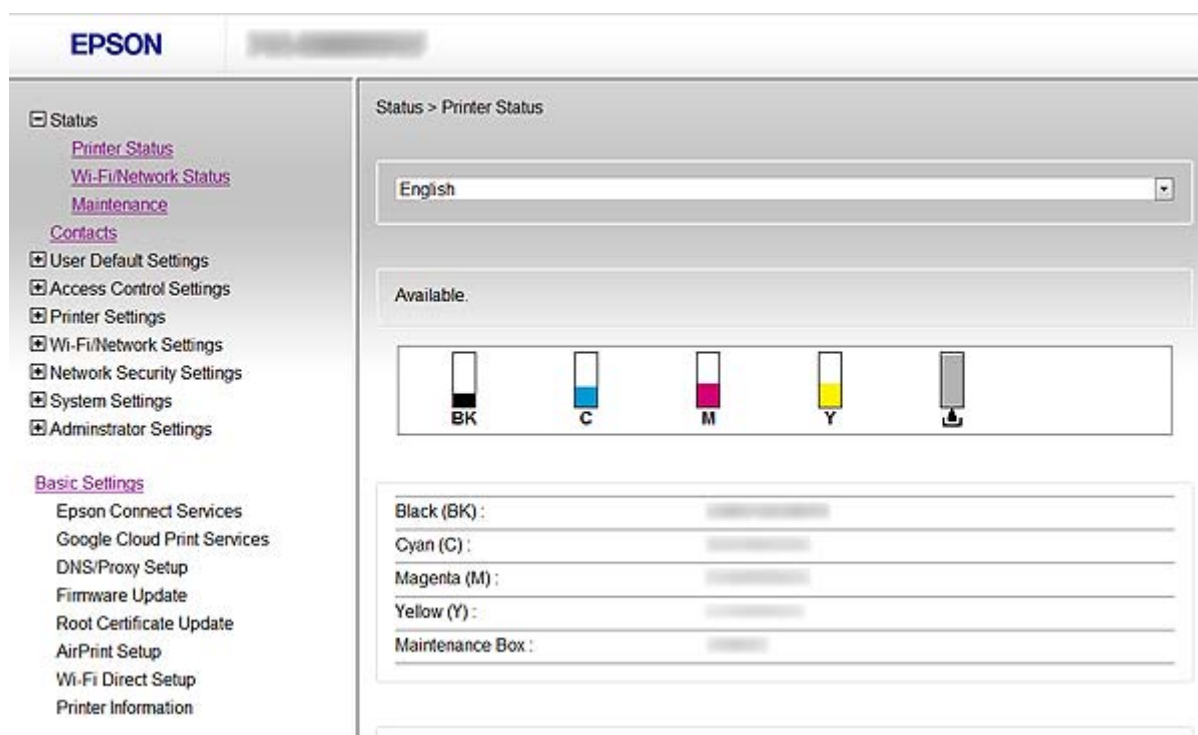 EPSON
Status
Printer Status
Wi-Fi/Network Status
Maintenance
Contacts
User Default Settings
Access Control Settings
Printer Settings
Wi-Fi/Network Settings
Network Security Settings
System Settings
Adminstrator Settings
Basic Settings
Epson Connect Services
Google Cloud Print Services
DNS/Proxy Setup
Firmware Update
Root Certificate Update
AirPrint Setup
Wi-Fi Direct Setup
Printer Information
Status > Printer Status
English
Available.
BK C M Y
Black (BK) :
Cyan (C) :
Magenta (M) :
Yellow (Y) :
Maintenance Box :